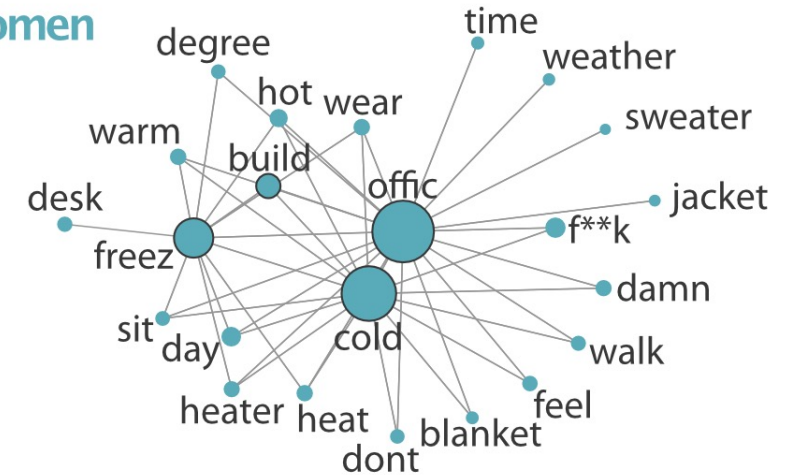 omen
time
degree
weather
hot
wear
sweater
warm
build
offic
desk
jacket
f**k
freez
damn
sit
day
cold
walk
feel
heater
heat
blanket
dont